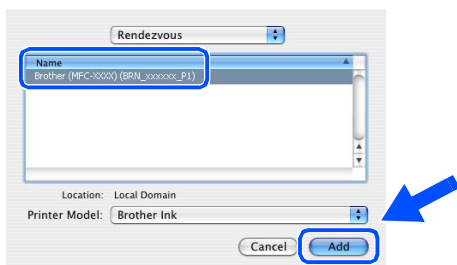 Rendezvous
Name
Brother (MFC-XXXX) (BRN_xxxxxx_P1)
Location: Local Domain
Printer Model: Brother Ink
Cancel Add